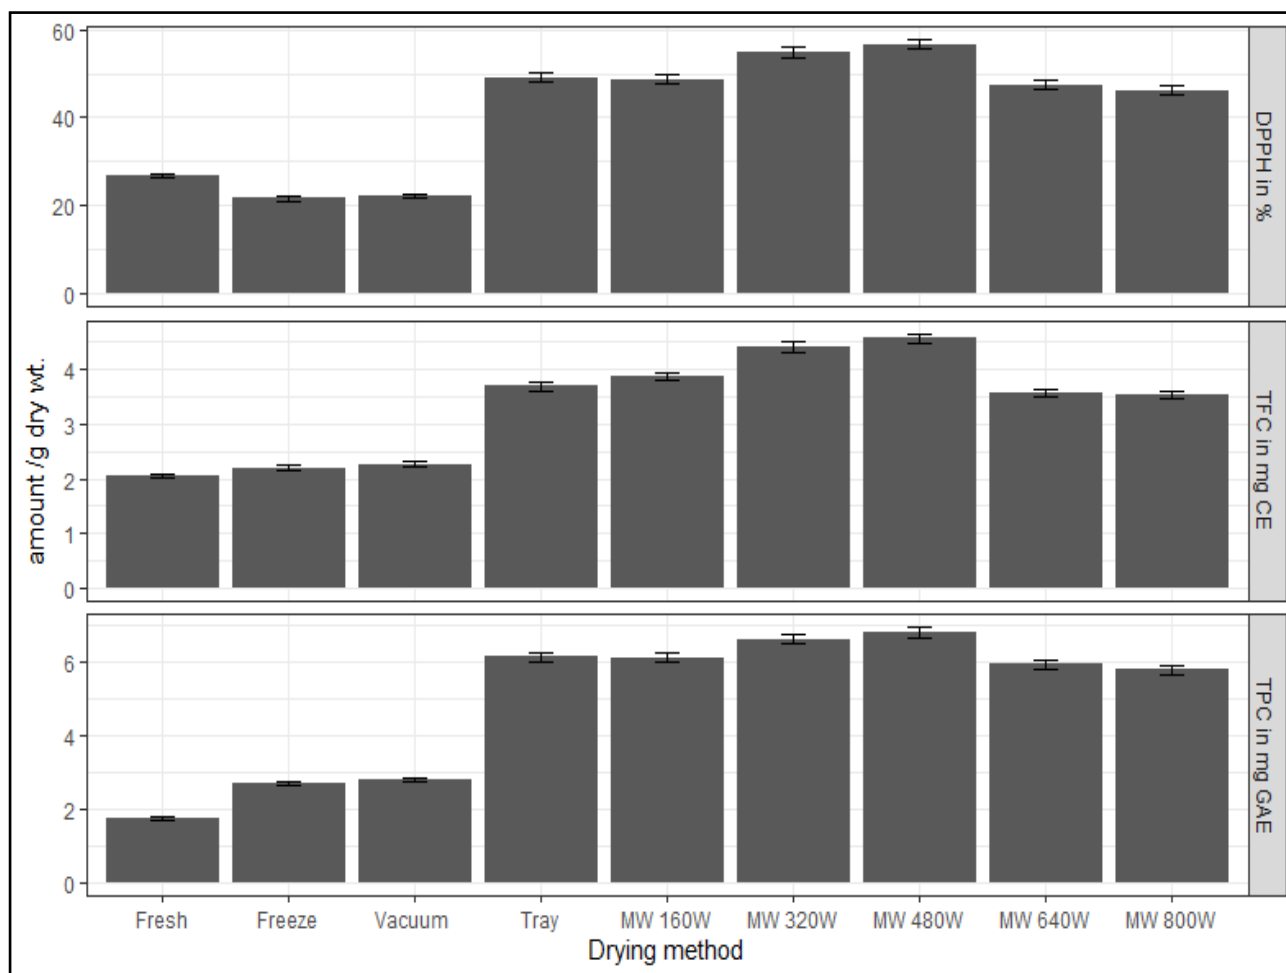 amount /g dry wt.
60
40
20
0
DPPH in %
4
3
2
1
0
TFC in mg CE
6
4
2
0
TPC in mg GAE
Fresh Freeze Vacuum Tray MW 160W MW 320W MW 480W MW 640W MW 800W
Drying method